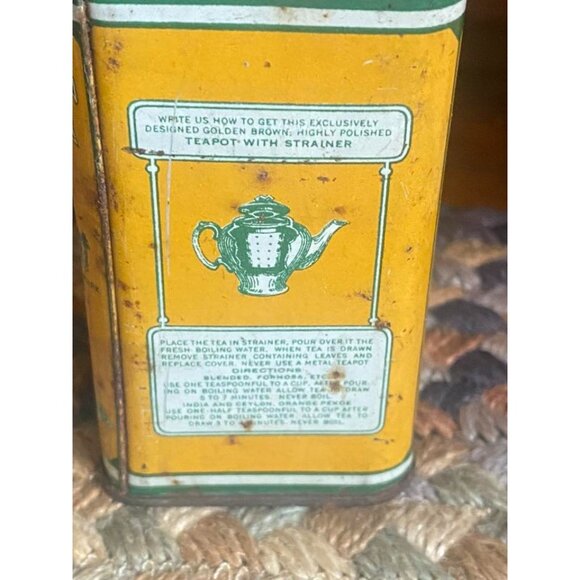 WRITE US HOW TO GET THIS EXCLUSIVELY
DESIGNED GOLDEN BROWN, HIGHLY POLISHED
TEAPOT WITH STRAINER
PLACE THE TEA IN STRAINER, POUR OVER IT THE
FRESH BOILING WATER. WHEN TEA IS DRAWN
REMOVE STRAINER CONTAINING LEAVES AND
REPLACE COVER. NEVER USE A METAL TEAPOT
DIRECTIONS
BLENDED, FORMOSA, ETC.
USE ONE TEASPOONFUL TO A CUP, AFTER POUR-
ING ON BOILING WATER ALLOW TEA TO DRAW
5 TO 7 MINUTES. NEVER BOIL.
INDIA AND CEYLON, ORANGE PEKOE
USE ONE-HALF TEASPOONFUL TO A CUP AFTER
POURING ON BOILING WATER ALLOW TEA TO
DRAW 3 TO MINUTES. NEVER BOIL.